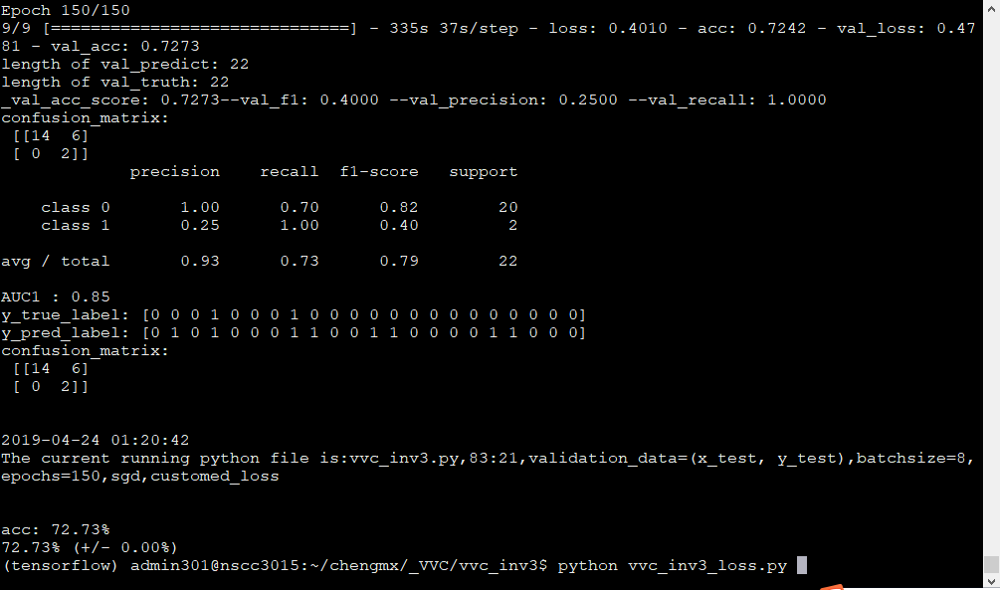 Epoch 150/150
9/9 [==============================] - 335s 37s/step - loss: 0.4010 - acc: 0.7242 - val_loss: 0.47
81 - val_acc: 0.7273
length of val_predict: 22
length of val_truth: 22
_val_acc_score: 0.7273--val_f1: 0.4000 --val_precision: 0.2500 --val_recall: 1.0000
confusion_matrix:
[[14 6]
[ 0 2]]
precision recall f1-score support
class 0 1.00 0.70 0.82 20
class 1 0.25 1.00 0.40 2
avg / total 0.93 0.73 0.79 22
AUC1 : 0.85
y_true_label: [0 0 0 1 0 0 0 1 0 0 0 0 0 0 0 0 0 0 0 0 0 0]
y_pred_label: [0 1 0 1 0 0 0 1 1 0 0 1 1 0 0 0 0 1 1 0 0 0]
confusion_matrix:
[[14 6]
[ 0 2]]
2019-04-24 01:20:42
The current running python file is:vvc_inv3.py,83:21,validation_data=(x_test, y_test),batchsize=8,
epochs=150,sgd,customed_loss
acc: 72.73%
72.73% (+/- 0.00%)
(tensorflow) admin301@nscc3015:~/chengmx/_VVC/vvc_inv3$ python vvc_inv3_loss.py